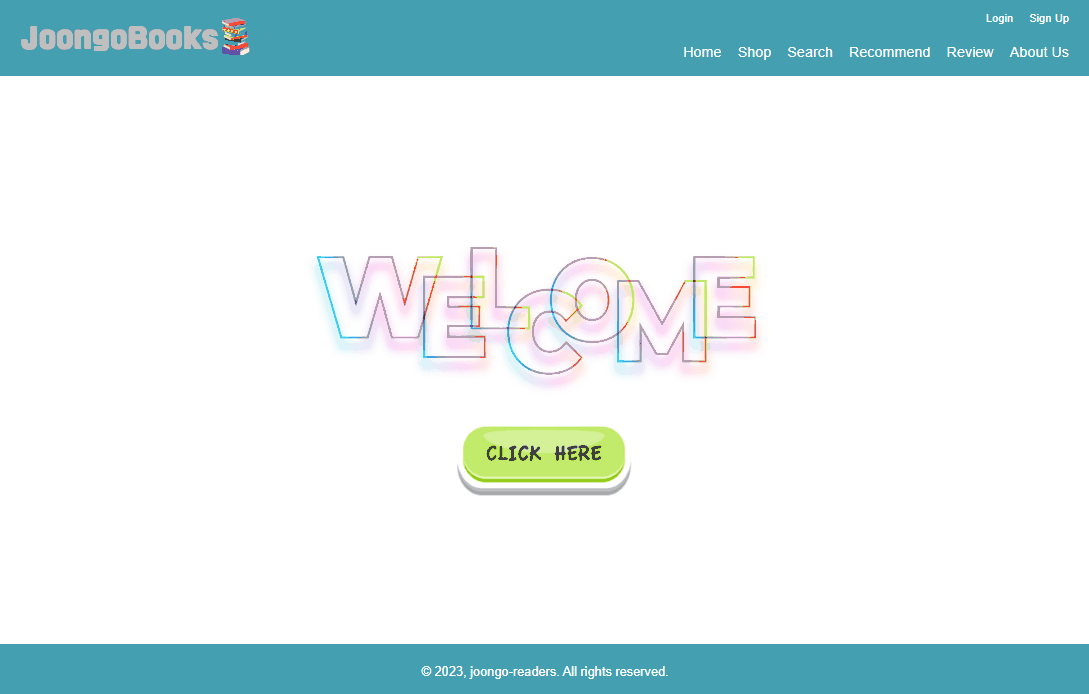 JoongoBooks
Login Sign Up
Home Shop Search Recommend Review About Us
WELCOME
CLICK HERE
© 2023, joongo-readers. All rights reserved.